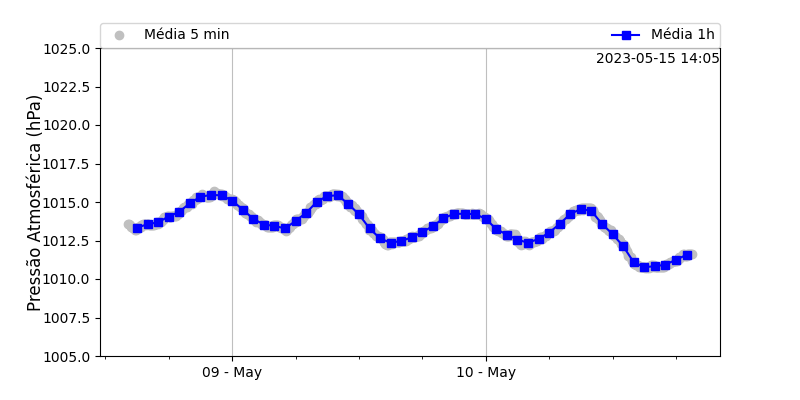 Média 5 min
Média 1h
2023-05-15 14:05
Pressão Atmosférica (hPa)
1025.0
1022.5
1020.0
1017.5
1015.0
1012.5
1010.0
1007.5
1005.0
09 - May
10 - May